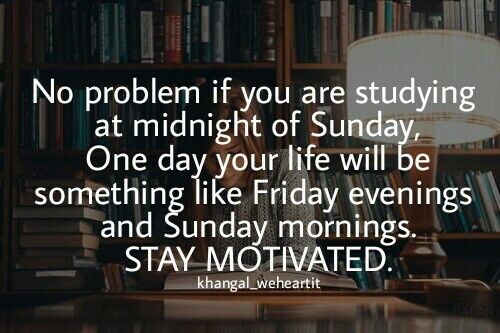 No problem if you are studying
at midnight of Sunday,
One day your life will be
something like Friday evenings
and Sunday mornings.
STAY MOTIVATED.
khangal_weheartit